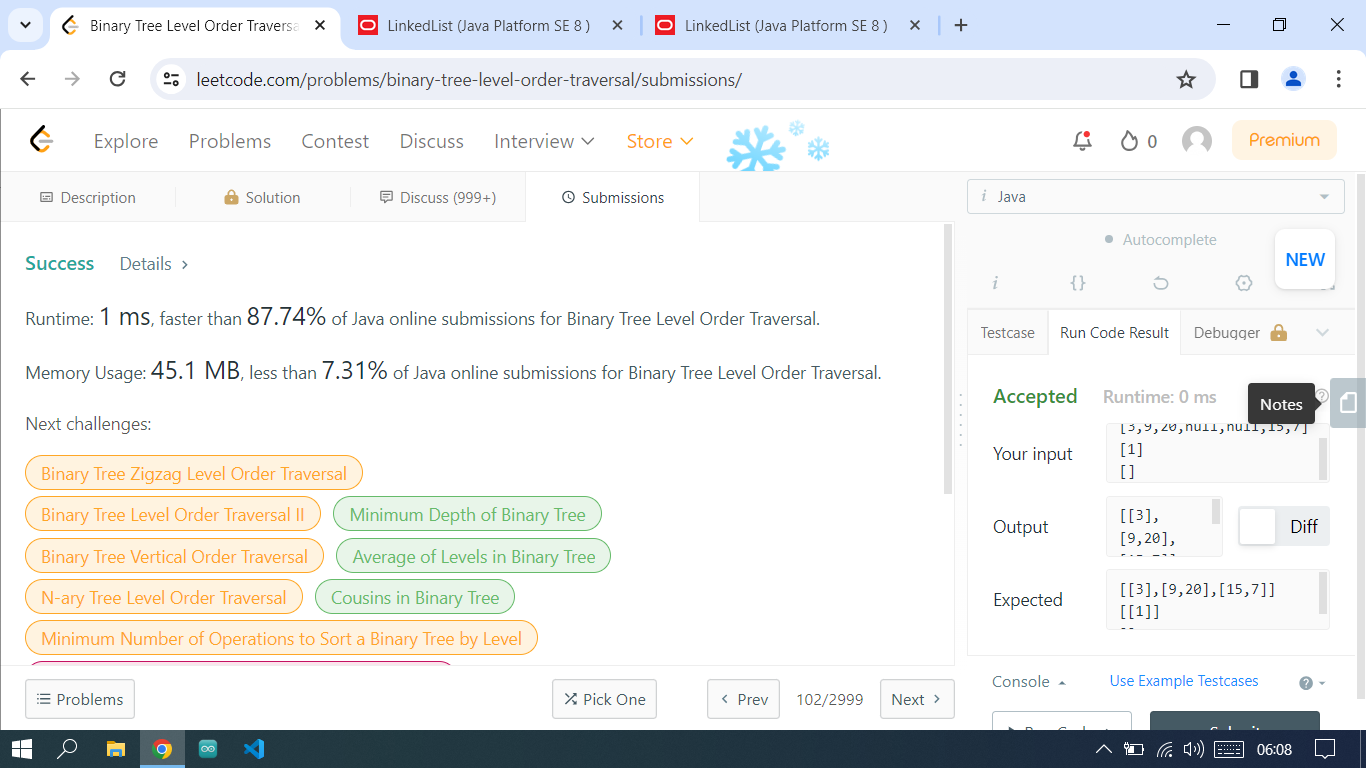 Binary Tree Level Order Traversa
LinkedList (Java Platform SE 8 )
LinkedList (Java Platform SE 8 )
leetcode.com/problems/binary-tree-level-order-traversal/submissions/
Explore Problems Contest Discuss Interview Store 0 Premium
Description Solution Discuss (999+) Submissions
i Java
Autocomplete
NEW
i {}
Success Details >
Runtime: 1 ms, faster than 87.74% of Java online submissions for Binary Tree Level Order Traversal.
Memory Usage: 45.1 MB, less than 7.31% of Java online submissions for Binary Tree Level Order Traversal.
Next challenges:
Binary Tree Zigzag Level Order Traversal
Binary Tree Level Order Traversal II Minimum Depth of Binary Tree
Binary Tree Vertical Order Traversal Average of Levels in Binary Tree
N-ary Tree Level Order Traversal Cousins in Binary Tree
Minimum Number of Operations to Sort a Binary Tree by Level
Problems Pick One < Prev 102/2999 Next >
Testcase Run Code Result Debugger
Accepted Runtime: 0 ms ?
Notes
Your input
[3,9,20,null,null,15,7]
[1]
[]
Output
[[3],
[9,20],
[15,7]]
Diff
Expected
[[3],[9,20],[15,7]]
[[1]]
Console Use Example Testcases ?
Run Code Submit
06:08